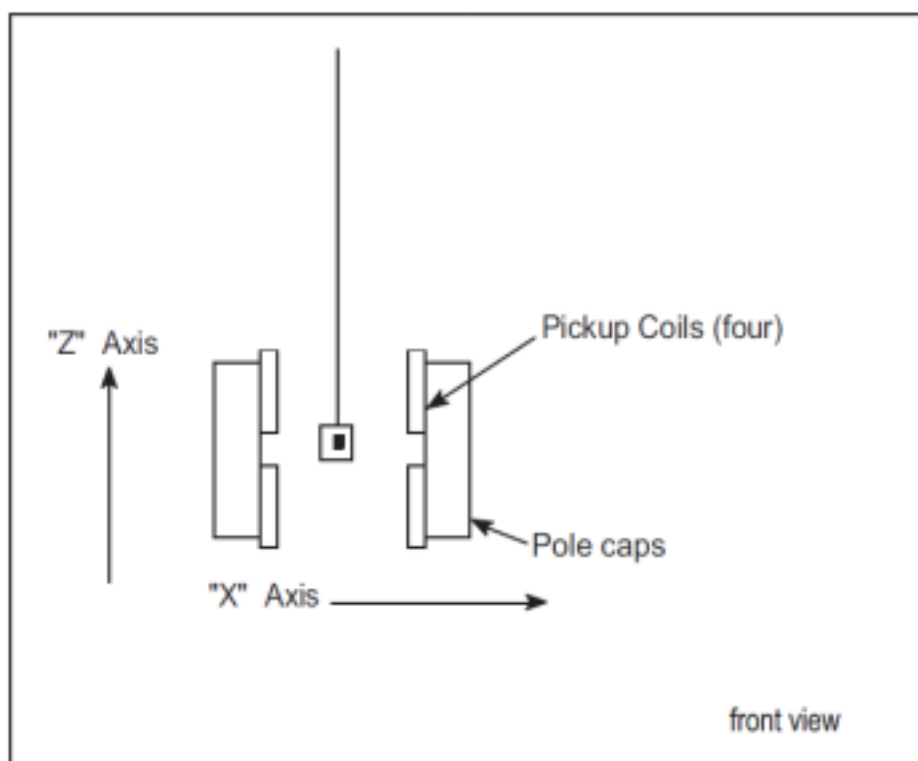 "Z" Axis
Pickup Coils (four)
Pole caps
"X" Axis
front view